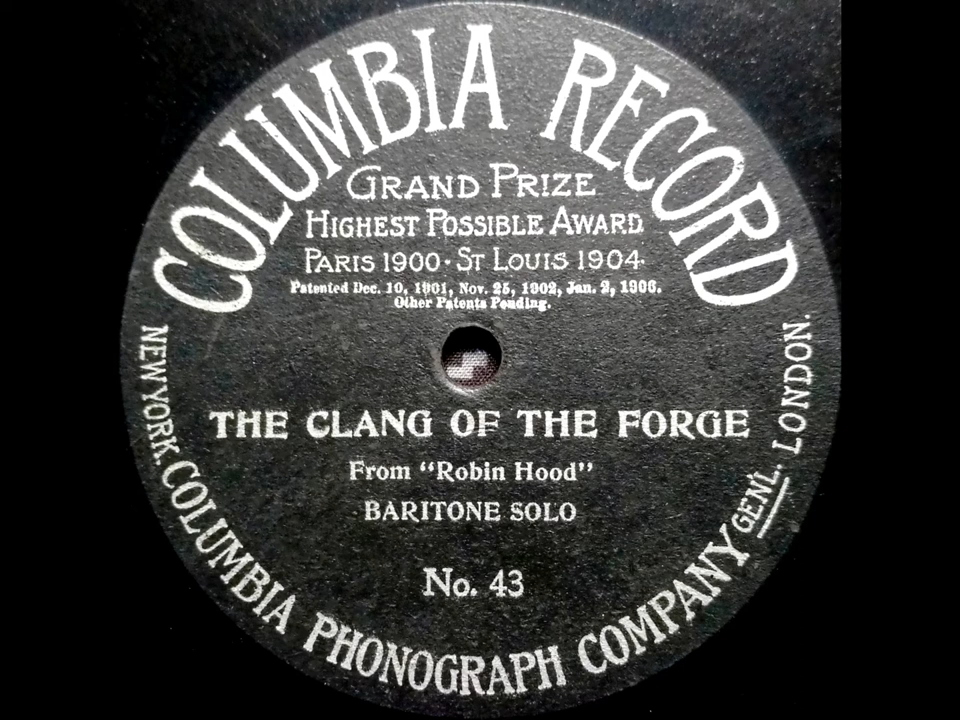 COLUMBIA RECORD
GRAND PRIZE
HIGHEST POSSIBLE AWARD
PARIS 1900 · ST LOUIS 1904·
Patented Dec. 10, 1901, Nov. 25, 1902, Jan. 2, 1906.
Other Patents Pending.
THE CLANG OF THE FORGE
From "Robin Hood"
BARITONE SOLO
No. 43
NEW YORK. COLUMBIA PHONOGRAPH COMPANY GEN'L. LONDON.